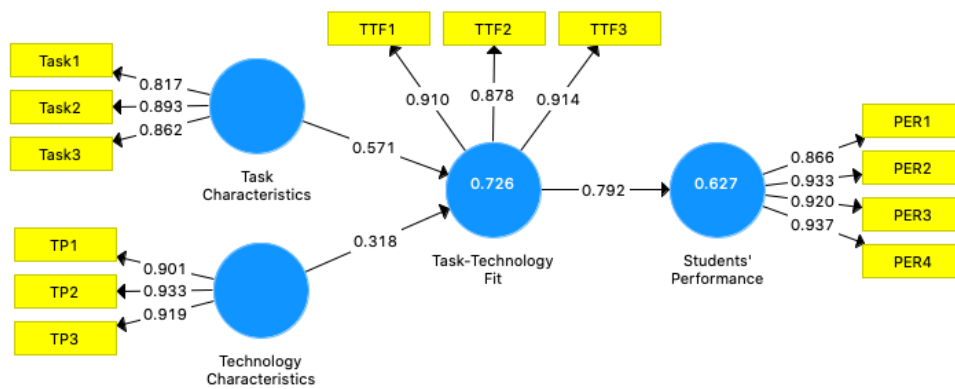 TTF1
TTF2
TTF3
Task1
Task2
Task3
0.817
0.893
0.862
0.910
0.878
0.914
Task
Characteristics
0.571
0.726
0.792
0.627
Task-Technology
Fit
Students'
Performance
0.866
0.933
0.920
0.937
PER1
PER2
PER3
PER4
0.318
TP1
TP2
TP3
0.901
0.933
0.919
Technology
Characteristics